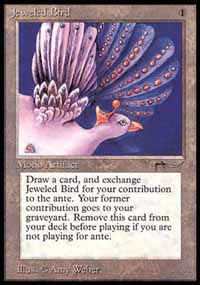 Jeweled Bird
1
Mono Artifact
Draw a card, and exchange
Jeweled Bird for your contribution
to the ante. Your former
contribution goes to your
graveyard. Remove this card from
your deck before playing if you are
not playing for ante.
Illus. © Amy Weber